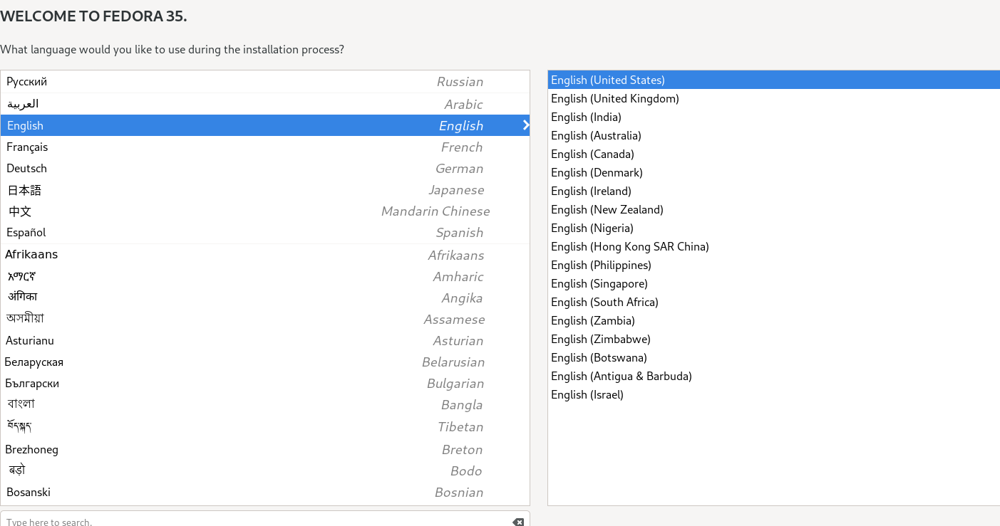 WELCOME TO FEDORA 35.
What language would you like to use during the installation process?
Русский Russian
العربية Arabic
English English
Français French
Deutsch German
日本語 Japanese
中文 Mandarin Chinese
Español Spanish
Afrikaans Afrikaans
አማርኛ Amharic
अंगिका Angika
অসমীয়া Assamese
Asturianu Asturian
Беларуская Belarusian
Български Bulgarian
বাংলা Bangla
བོད་སྐད་ Tibetan
Brezhoneg Breton
बड़ो Bodo
Bosanski Bosnian
Type here to search.
English (United States)
English (United Kingdom)
English (India)
English (Australia)
English (Canada)
English (Denmark)
English (Ireland)
English (New Zealand)
English (Nigeria)
English (Hong Kong SAR China)
English (Philippines)
English (Singapore)
English (South Africa)
English (Zambia)
English (Zimbabwe)
English (Botswana)
English (Antigua & Barbuda)
English (Israel)